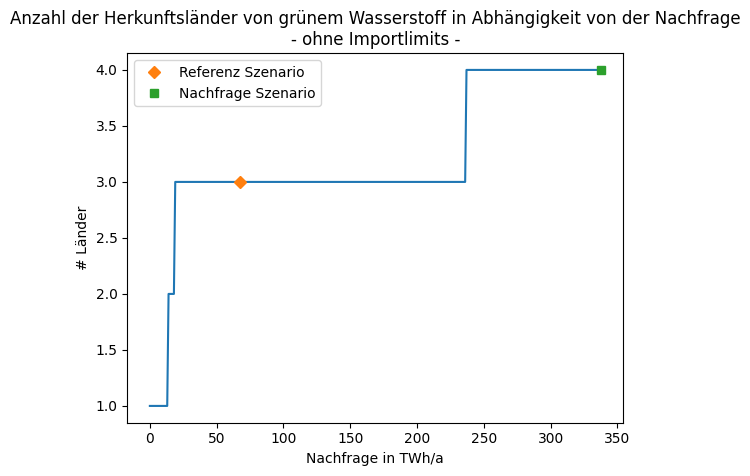 Anzahl der Herkunftsländer von grünem Wasserstoff in Abhängigkeit von der Nachfrage
- ohne Importlimits -
Referenz Szenario
Nachfrage Szenario
4.0
3.5
3.0
2.5
2.0
1.5
1.0
# Länder
0 50 100 150 200 250 300 350
Nachfrage in TWh/a